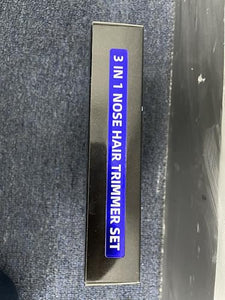 3 IN 1 NOSE HAIR TRIMMER SET